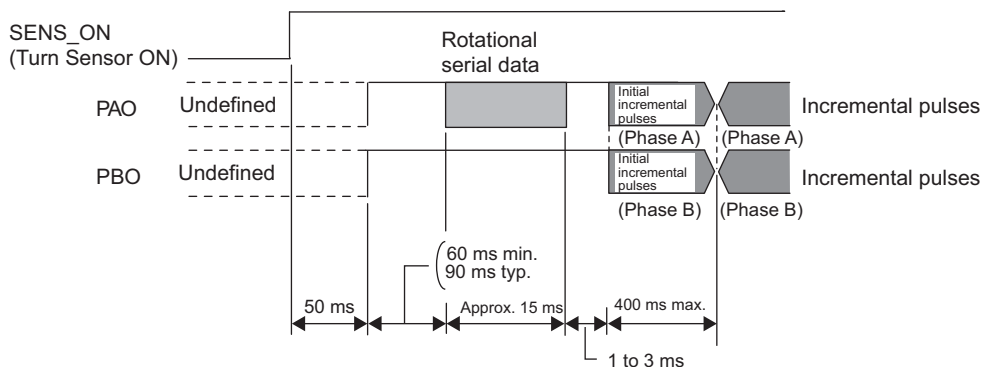 SENS_ON
(Turn Sensor ON)
Rotational
serial data
PAO
Undefined
Initial
incremental
pulses
(Phase A)
(Phase A)
Incremental pulses
PBO
Undefined
Initial
incremental
pulses
(Phase B)
(Phase B)
Incremental pulses
60 ms min.
90 ms typ.
50 ms
Approx. 15 ms
400 ms max.
1 to 3 ms